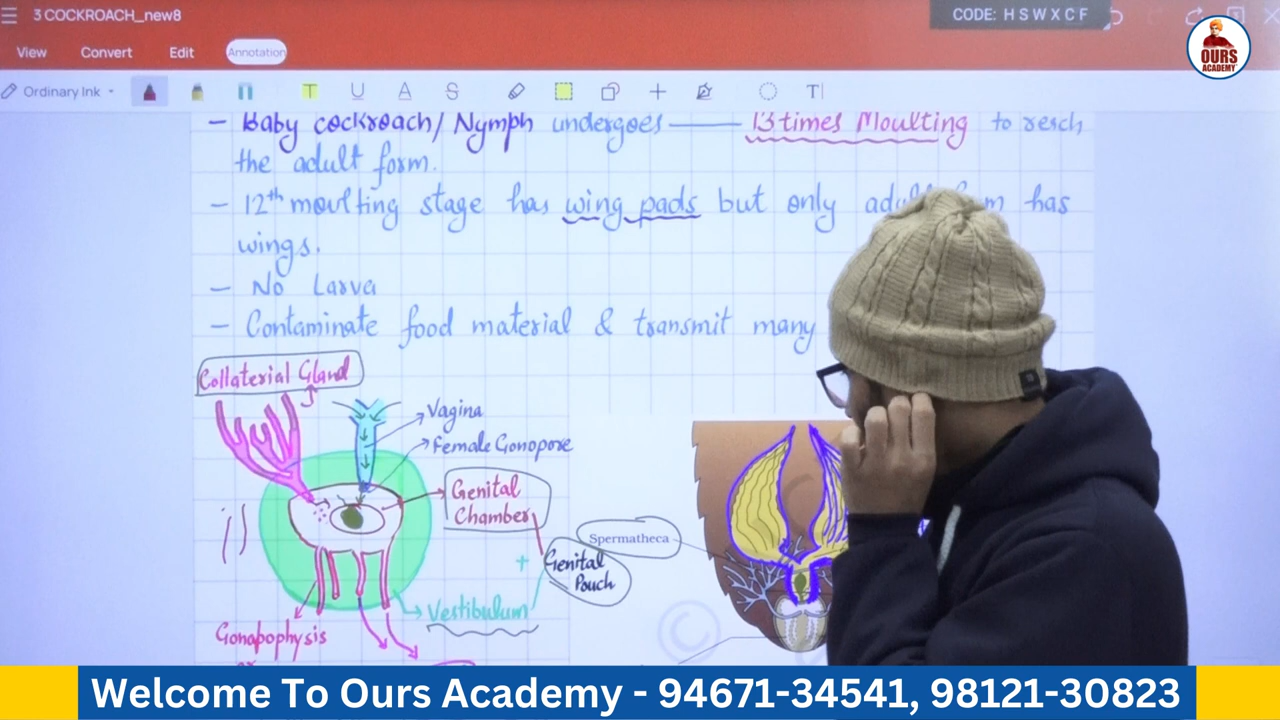 3 COCKROACH_new8
CODE: H S W X C F
OURS
ACADEMY
View Convert Edit Annotation
Ordinary Ink
T U A S T
- Baby cockroach/ Nymph undergoes —— 13 times Moulting to reach
the adult form.
- 12th moulting stage has wing pads but only has
wings.
- No Larva
- Contaminate food material & transmit many
Collaterial Gland
Vagina
Female Gonopore
Genital
Chamber
Spermatheca
+ Genital
Pouch
Vestibulum
Gonapophysis
©
Welcome To Ours Academy - 94671-34541, 98121-30823